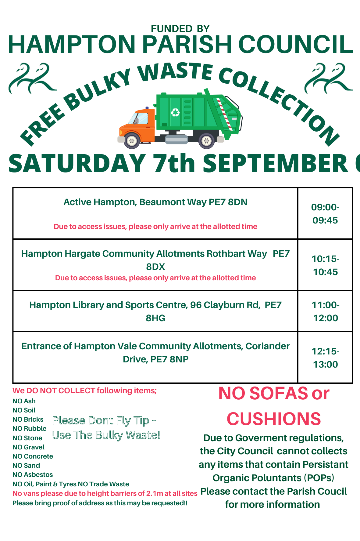 FUNDED BY
HAMPTON PARISH COUNCIL
FREE BULKY WASTE COLLECTION
SATURDAY 7th SEPTEMBER
Active Hampton, Beaumont Way PE7 8DN
Due to access issues, please only arrive at the allotted time
09:00-
09:45
Hampton Hargate Community Allotments Rothbart Way PE7
8DX
Due to access issues, please only arrive at the allotted time
10:15-
10:45
Hampton Library and Sports Centre, 96 Clayburn Rd, PE7
8HG
11:00-
12:00
Entrance of Hampton Vale Community Allotments, Coriander
Drive, PE7 8NP
12:15-
13:00
We DO NOT COLLECT following items;
NO Ash
NO Soil
NO Bricks
NO Rubble
NO Stone
NO Gravel
NO Concrete
NO Sand
NO Asbestos
NO Oil, Paint & Tyres NO Trade Waste
No vans please due to height barriers of 2.1m at all sites
Please bring proof of address as this may be requested!!
Please Dont Fly Tip -
Use The Bulky Waste!
NO SOFAS or
CUSHIONS
Due to Goverment regulations,
the City Council cannot collects
any items that contain Persistant
Organic Poluntants (POPs)
Please contact the Parish Coucil
for more information